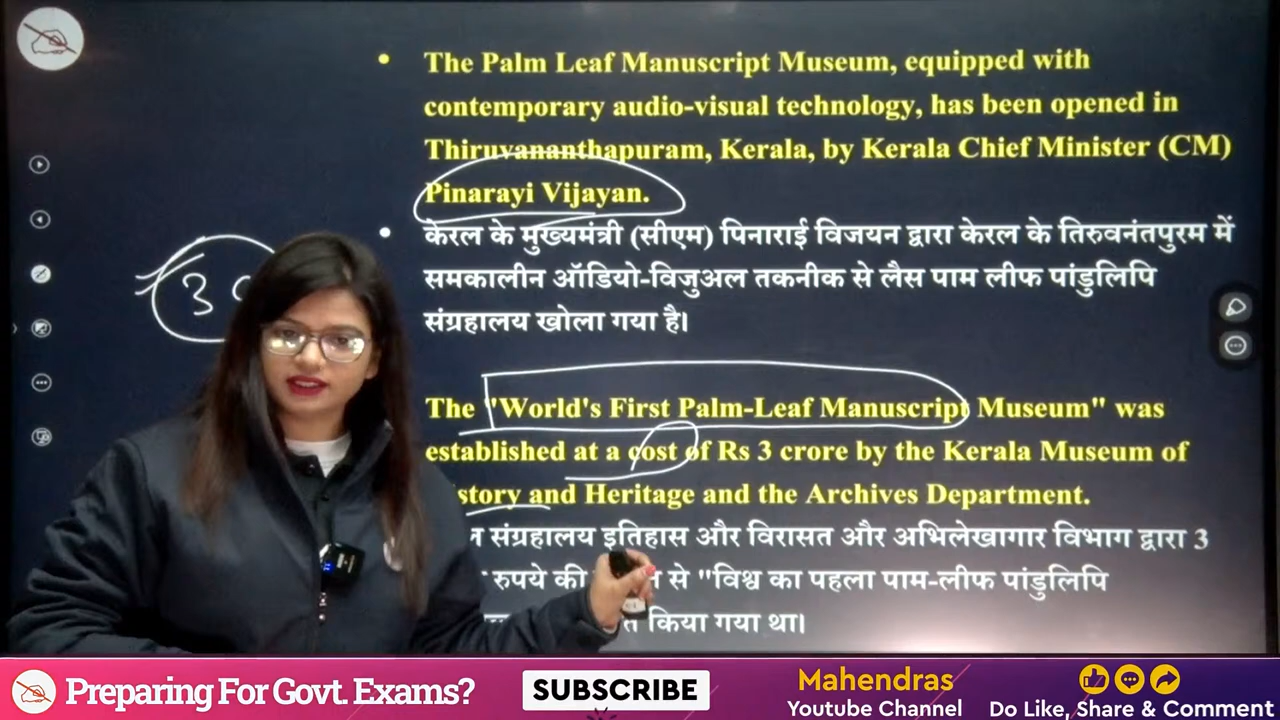 The Palm Leaf Manuscript Museum, equipped with
contemporary audio-visual technology, has been opened in
Thiruvananthapuram, Kerala, by Kerala Chief Minister (CM)
Pinarayi Vijayan.
केरल के मुख्यमंत्री (सीएम) पिनाराई विजयन द्वारा केरल के तिरुवनंतपुरम में
समकालीन ऑडियो-विजुअल तकनीक से लैस पाम लीफ पांडुलिपि
संग्रहालय खोला गया है।
3
The "World's First Palm-Leaf Manuscript Museum" was
established at a cost of Rs 3 crore by the Kerala Museum of
story and Heritage and the Archives Department.
संग्रहालय इतिहास और विरासत और अभिलेखागार विभाग द्वारा 3
रुपये की से "विश्व का पहला पाम-लीफ पांडुलिपि
किया गया था।
Preparing For Govt. Exams?
SUBSCRIBE
Mahendras
Youtube Channel
Do Like, Share & Comment